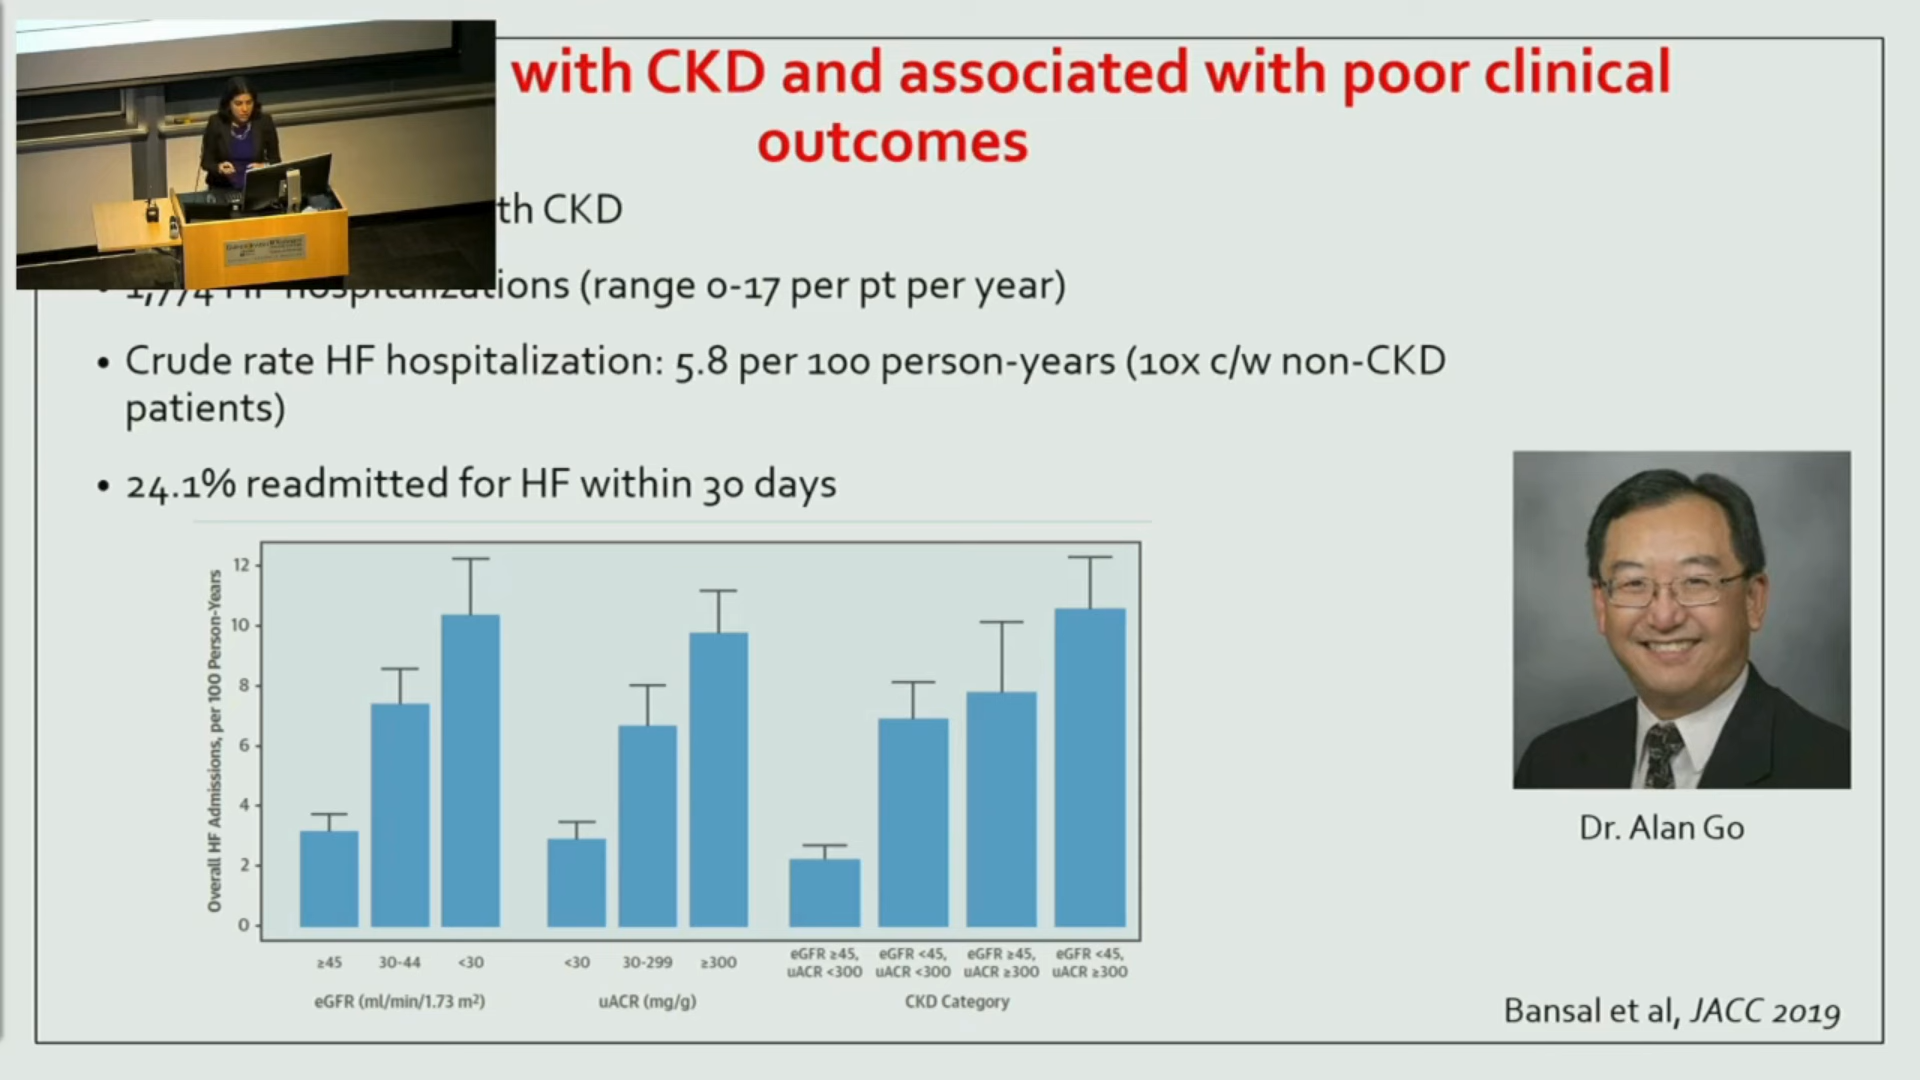 with CKD and associated with poor clinical
outcomes
th CKD
• 1,774 HF hospitalizations (range 0-17 per pt per year)
• Crude rate HF hospitalization: 5.8 per 100 person-years (10x c/w non-CKD
patients)
• 24.1% readmitted for HF within 30 days
Overall HF Admissions, per 100 Person-Years
12
10
8
6
4
2
0
≥45 30-44 <30 <30 30-299 ≥300
eGFR ≥45, eGFR <45, eGFR ≥45, eGFR <45,
uACR <300 uACR <300 uACR ≥300 uACR ≥300
eGFR (ml/min/1.73 m²) uACR (mg/g) CKD Category
Dr. Alan Go
Bansal et al, JACC 2019